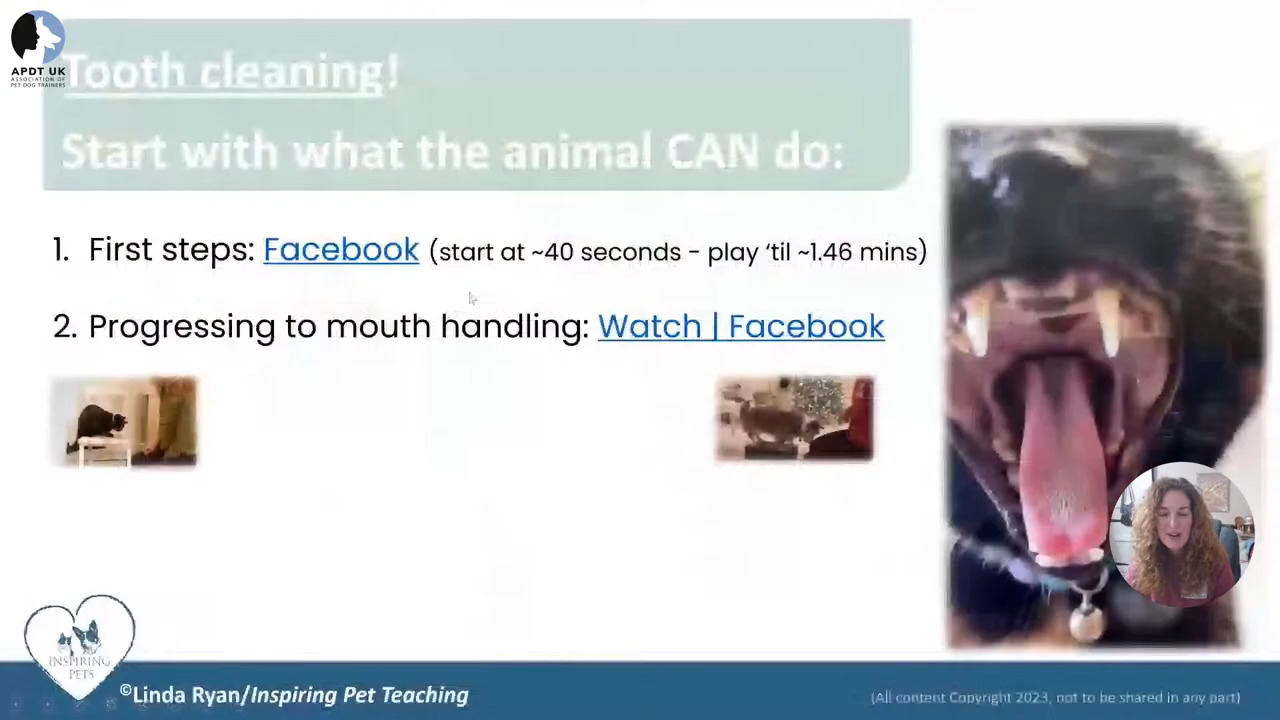 APDT UK
ASSOCIATION OF
PET DOG TRAINERS
Tooth cleaning!
Start with what the animal CAN do:
1. First steps: Facebook (start at ~40 seconds – play ‘til ~1.46 mins)
2. Progressing to mouth handling: Watch | Facebook
INSPIRING
PETS
©Linda Ryan/Inspiring Pet Teaching
(All content Copyright 2023, not to be shared in any part)